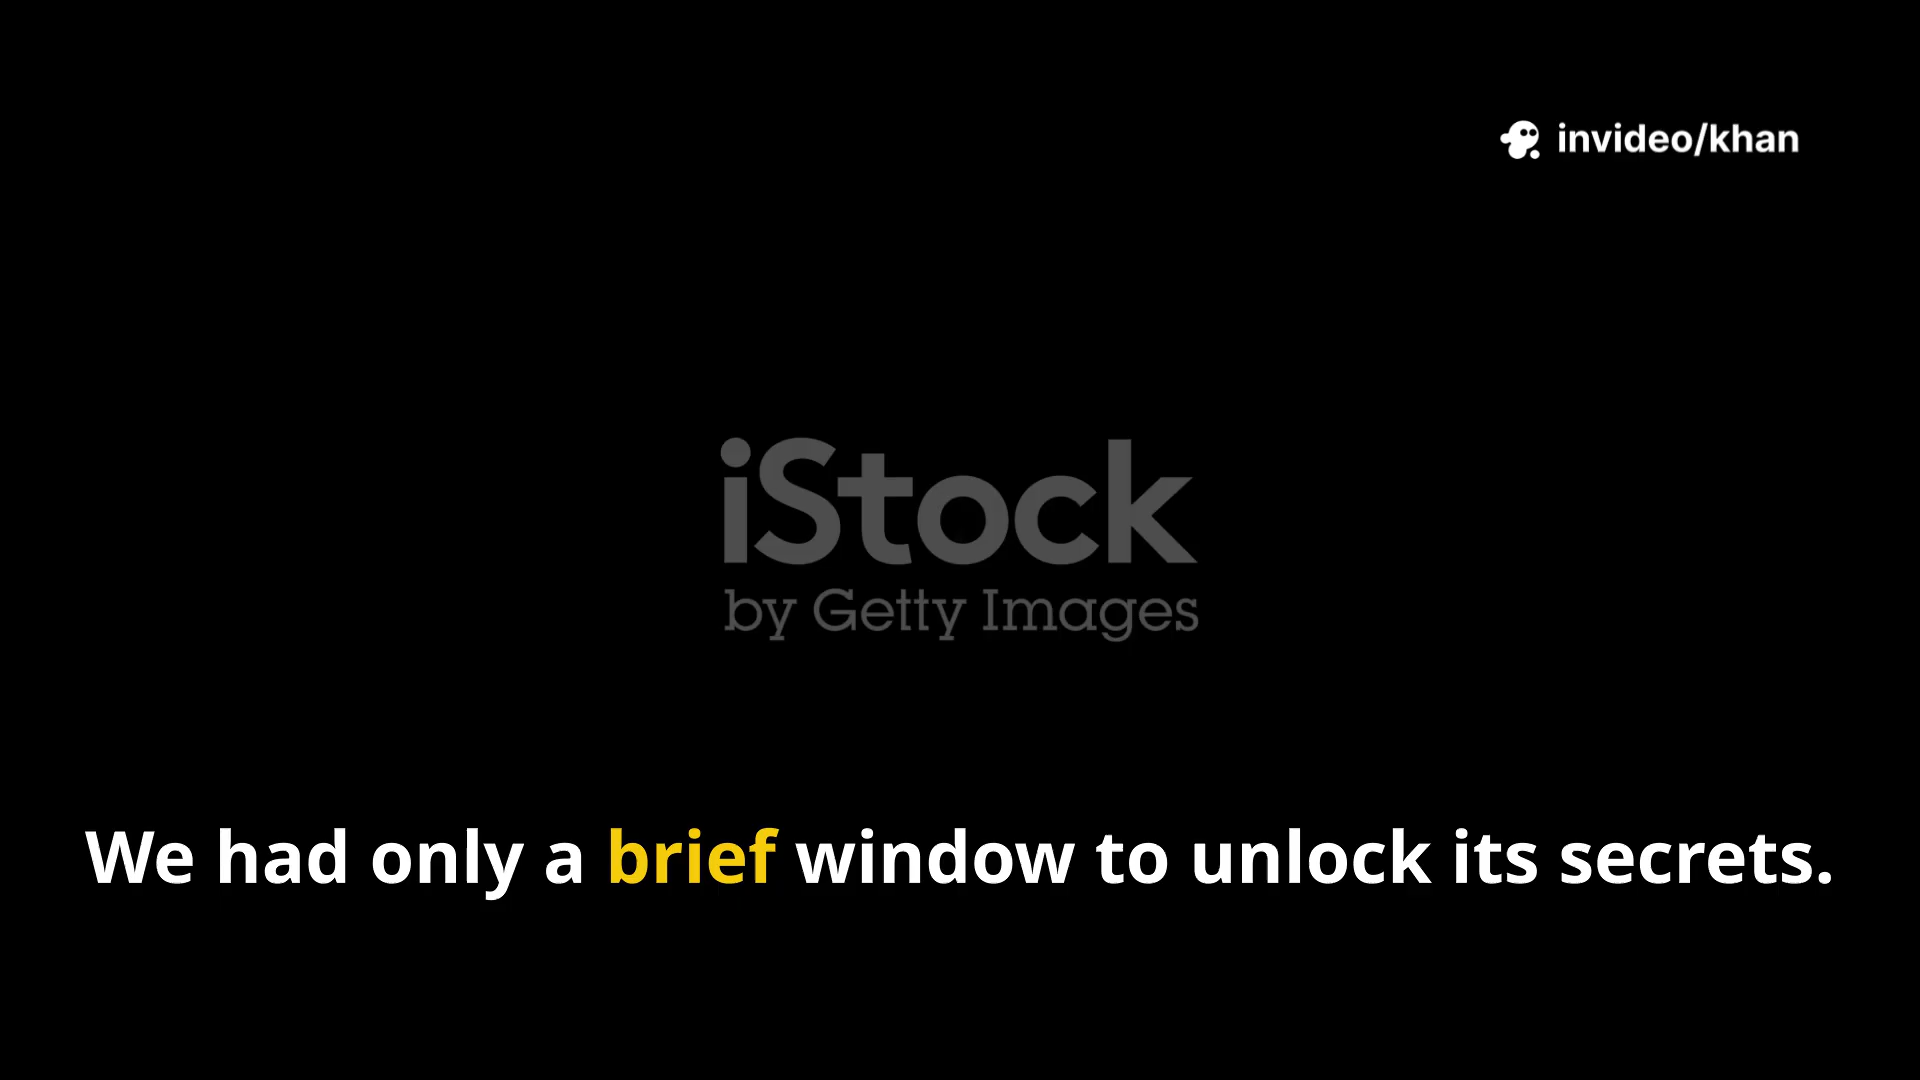 invideo/khan
iStock
by Getty Images
We had only a brief window to unlock its secrets.